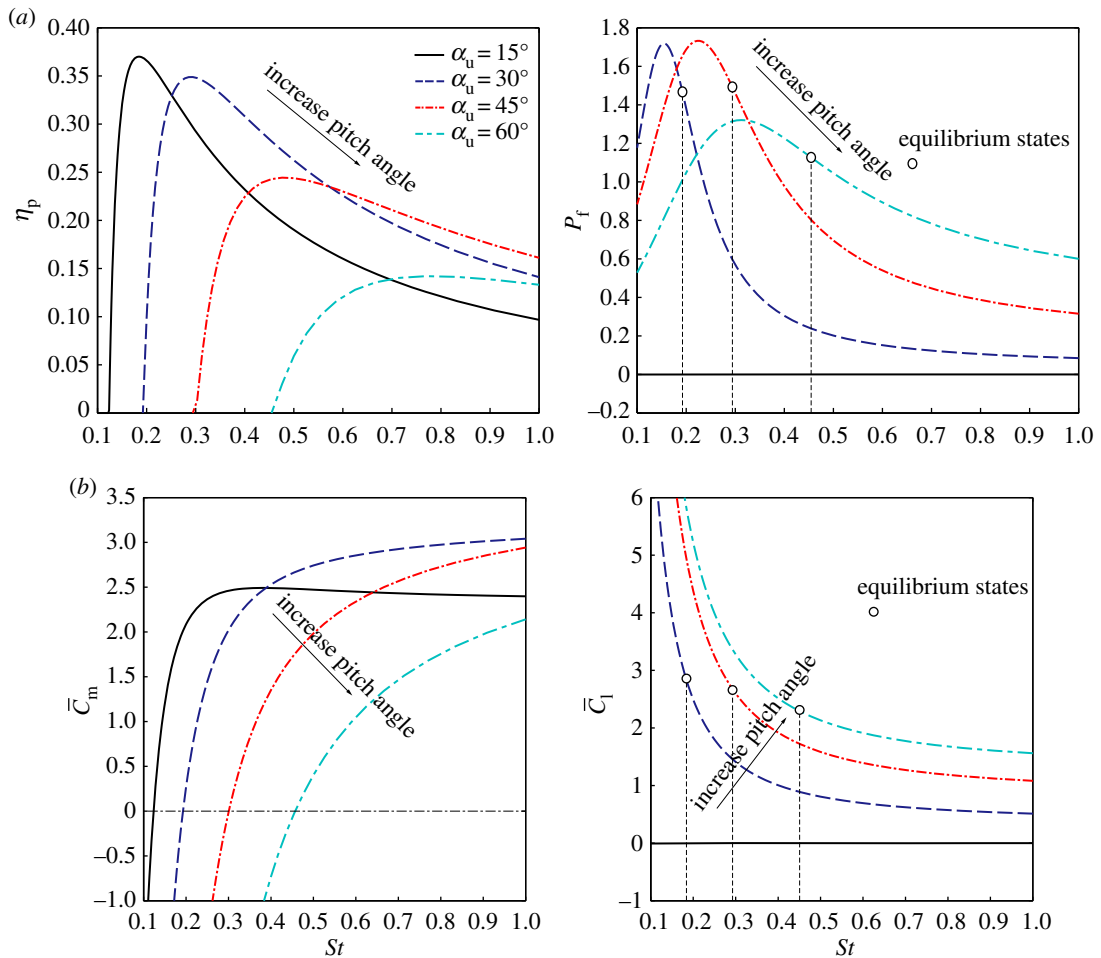 (a)
0.40
0.35
0.30
0.25
0.20
0.15
0.10
0.05
0
η_p
α_u = 15°
α_u = 30°
α_u = 45°
α_u = 60°
increase pitch angle
0.1 0.2 0.3 0.4 0.5 0.6 0.7 0.8 0.9 1.0
1.8
1.6
1.4
1.2
1.0
0.8
0.6
0.4
0.2
0
–0.2
P_f
increase pitch angle
equilibrium states
0.1 0.2 0.3 0.4 0.5 0.6 0.7 0.8 0.9 1.0
(b)
3.5
3.0
2.5
2.0
1.5
1.0
0.5
0
–0.5
–1.0
C̅_m
increase pitch angle
0.1 0.2 0.3 0.4 0.5 0.6 0.7 0.8 0.9 1.0
St
6
5
4
3
2
1
0
–1
C̅_l
equilibrium states
increase pitch angle
0.1 0.2 0.3 0.4 0.5 0.6 0.7 0.8 0.9 1.0
St